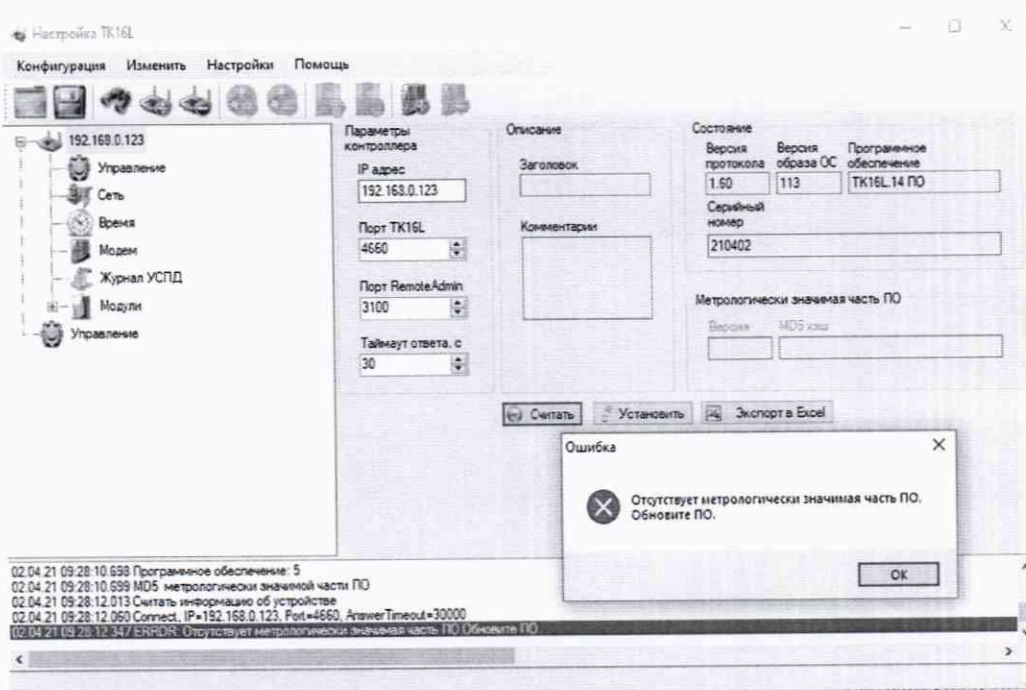 Настройка TK16L
Конфигурация Изменить Настройки Помощь
192.168.0.123
Управление
Сеть
Время
Модем
Журнал УСПД
Модули
Управление
Параметры
контроллера
IP адрес
192.168.0.123
Порт TK16L
4660
Порт RemoteAdmin
3100
Таймаут ответа, с
30
Описание
Заголовок
Комментарии
Состояние
Версия протокола
Версия образа ОС
Программное обеспечение
1.60
113
TK16L.14 ПО
Серийный
номер
210402
Метрологически значимая часть ПО
Версия MD5 хэш
Считать Установить Экспорт в Excel
Ошибка
Отсутствует метрологически значимая часть ПО.
Обновите ПО.
ОК
02.04.21 09:28:10.698 Программное обеспечение: 5
02.04.21 09:28:10.699 MD5 метрологически значимой части ПО
02.04.21 09:28:12.013 Считать информацию об устройстве
02.04.21 09:28:12.060 Connect, IP=192.168.0.123, Port=4660, AnswerTimeout=30000
02.04.21 09:28:12.347 ERROR: Отсутствует метрологически значимая часть ПО Обновите ПО